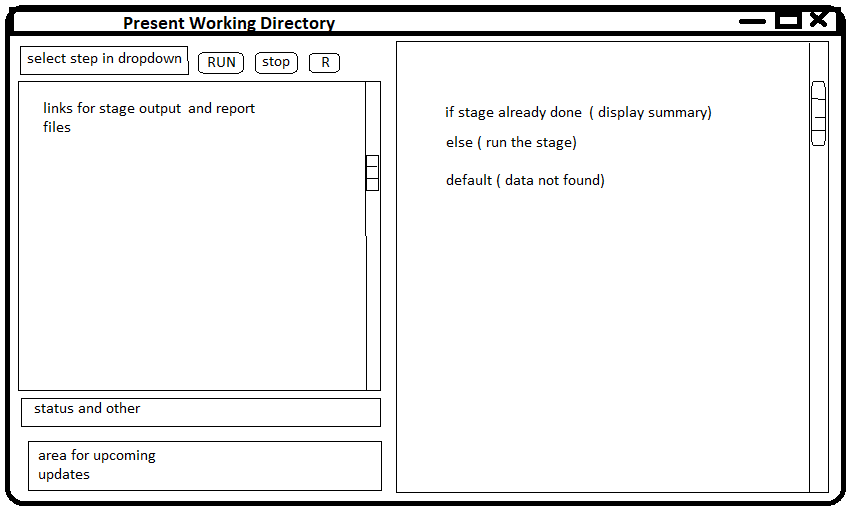 Present Working Directory
select step in dropdown
RUN
stop
R
links for stage output and report
files
if stage already done ( display summary)
else ( run the stage)
default ( data not found)
status and other
area for upcoming
updates